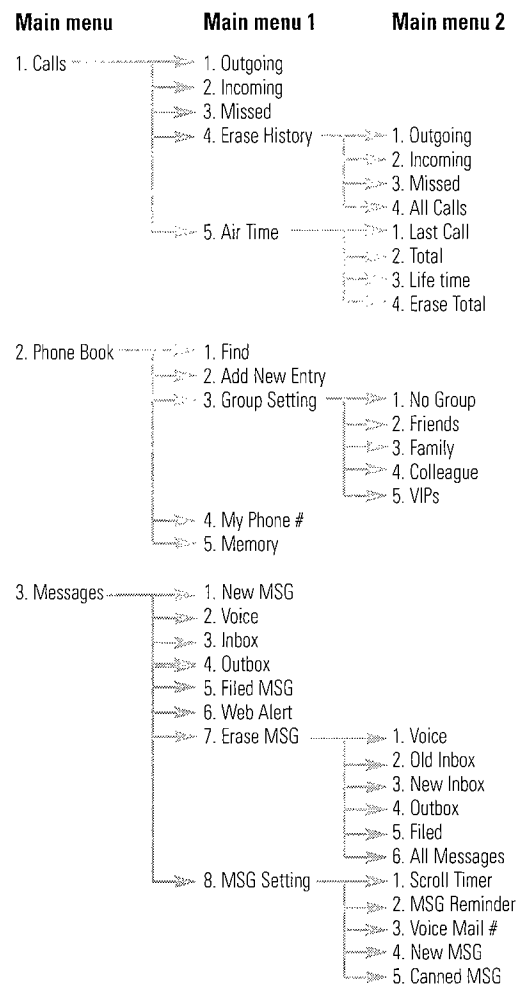 Main menu Main menu 1 Main menu 2
1. Calls 1. Outgoing
2. Incoming
3. Missed
4. Erase History 1. Outgoing
2. Incoming
3. Missed
4. All Calls
5. Air Time 1. Last Call
2. Total
3. Life time
4. Erase Total
2. Phone Book 1. Find
2. Add New Entry
3. Group Setting 1. No Group
2. Friends
3. Family
4. Colleague
5. VIPs
4. My Phone #
5. Memory
3. Messages 1. New MSG
2. Voice
3. Inbox
4. Outbox
5. Filed MSG
6. Web Alert
7. Erase MSG 1. Voice
2. Old Inbox
3. New Inbox
4. Outbox
5. Filed
6. All Messages
8. MSG Setting 1. Scroll Timer
2. MSG Reminder
3. Voice Mail #
4. New MSG
5. Canned MSG